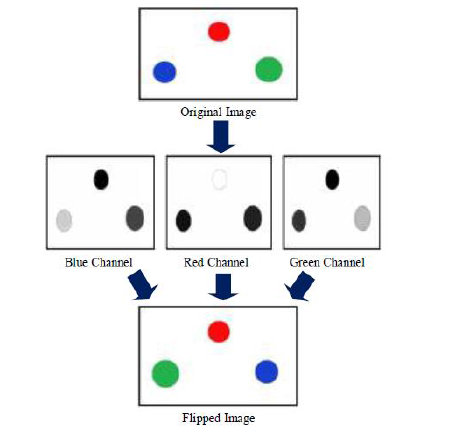 Original Image
Blue Channel
Red Channel
Green Channel
Flipped Image